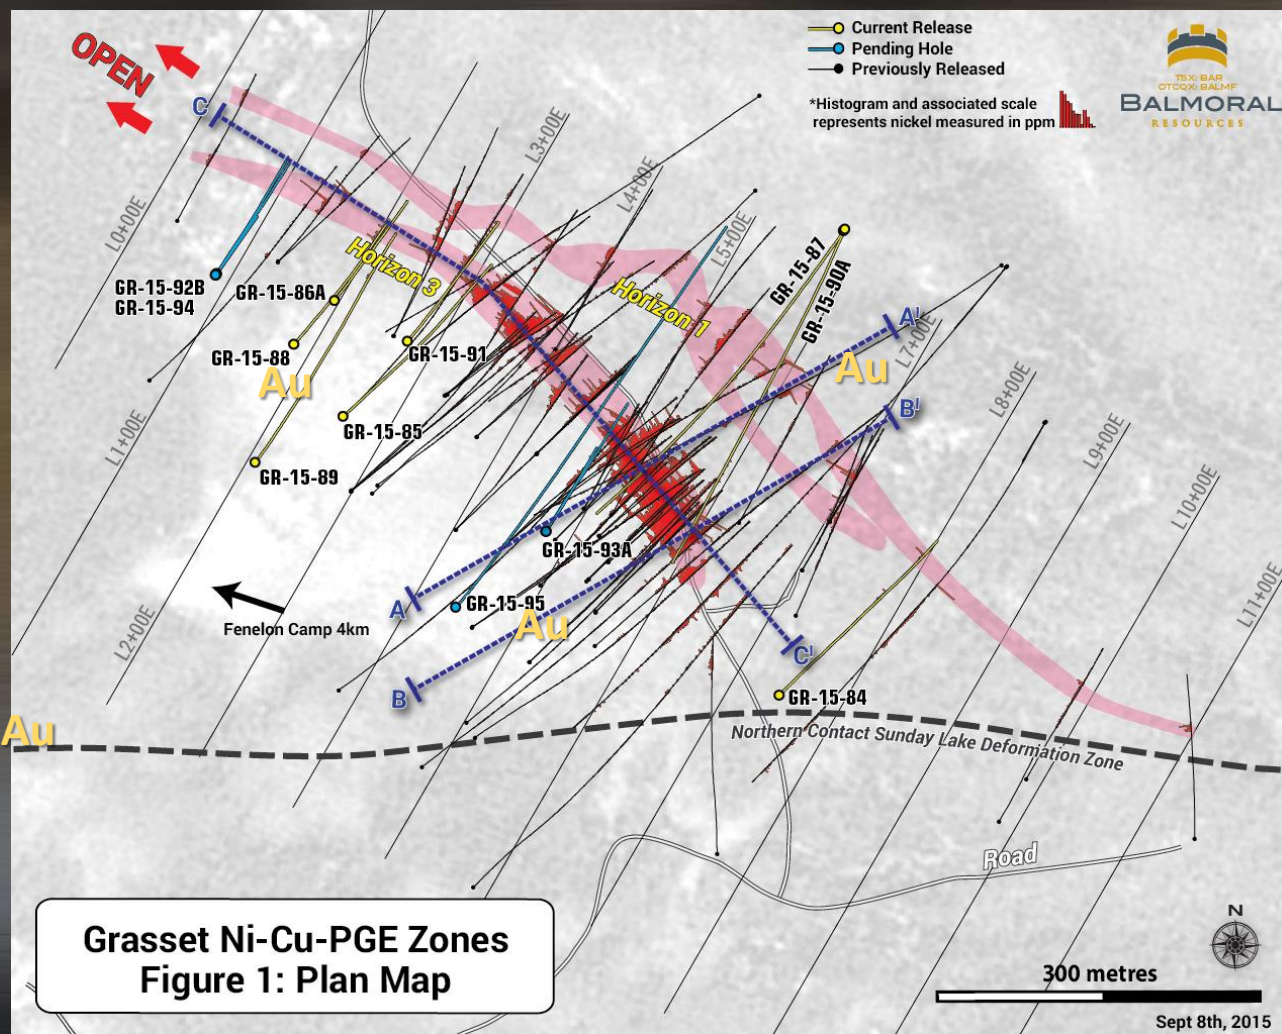 OPEN
Current Release
Pending Hole
Previously Released
*Histogram and associated scale
represents nickel measured in ppm
TSX: BAR
OTCQX: BALMF
BALMORAL
RESOURCES
C
L3+00E
L4+00E
L5+00E
L0+00E
GR-15-92B
GR-15-94
GR-15-86A
Horizon 3
Horizon 1
GR-15-87
GR-15-90A
A'
L7+00E
GR-15-88
GR-15-91
Au
Au
L8+00E
B'
L1+00E
GR-15-85
L9+00E
GR-15-89
L10+00E
GR-15-93A
A
GR-15-95
L11+00E
Au
L2+00E
Fenelon Camp 4km
C'
B
GR-15-84
Au
Northern Contact Sunday Lake Deformation Zone
Road
Grasset Ni-Cu-PGE Zones
Figure 1: Plan Map
N
300 metres
Sept 8th, 2015